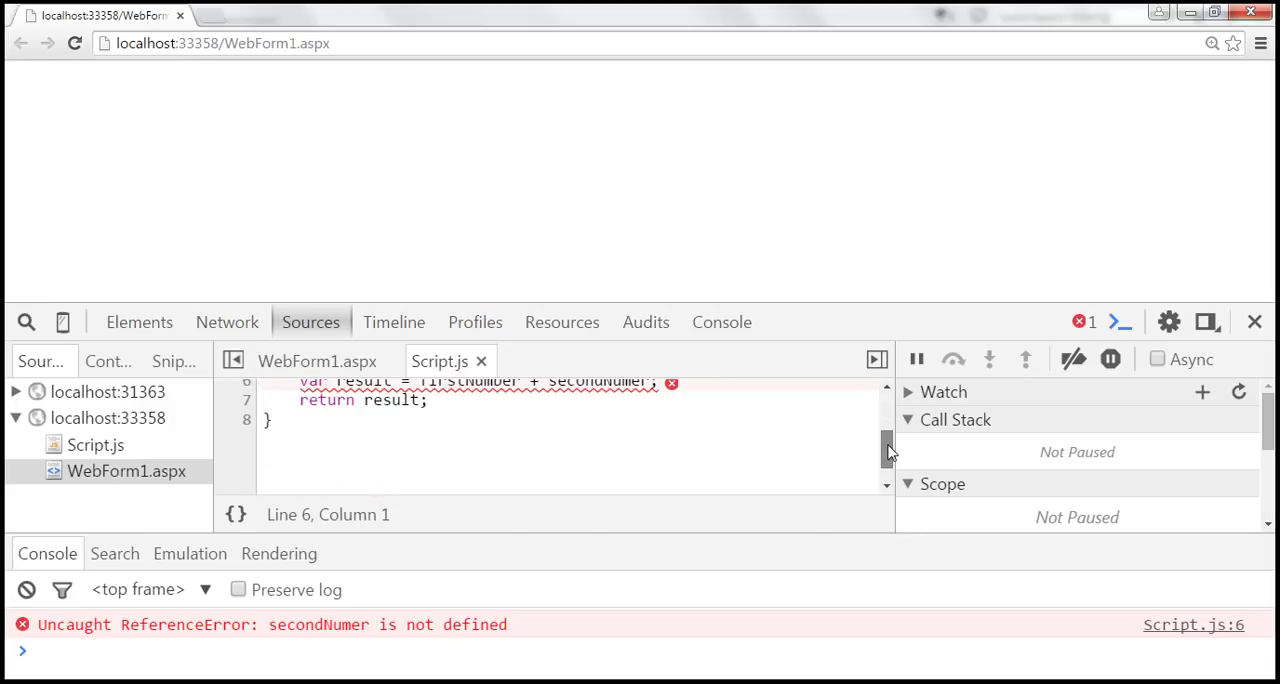 localhost:33358/WebForm
localhost:33358/WebForm1.aspx
Elements Network Sources Timeline Profiles Resources Audits Console 1
Sour... Cont... Snip... WebForm1.aspx Script.js Async
localhost:31363
localhost:33358
Script.js
WebForm1.aspx
6 var result = firstNumber + secondNumer;
7 return result;
8 }
{} Line 6, Column 1
Watch
Call Stack
Not Paused
Scope
Not Paused
Console Search Emulation Rendering
<top frame> Preserve log
Uncaught ReferenceError: secondNumer is not defined Script.js:6